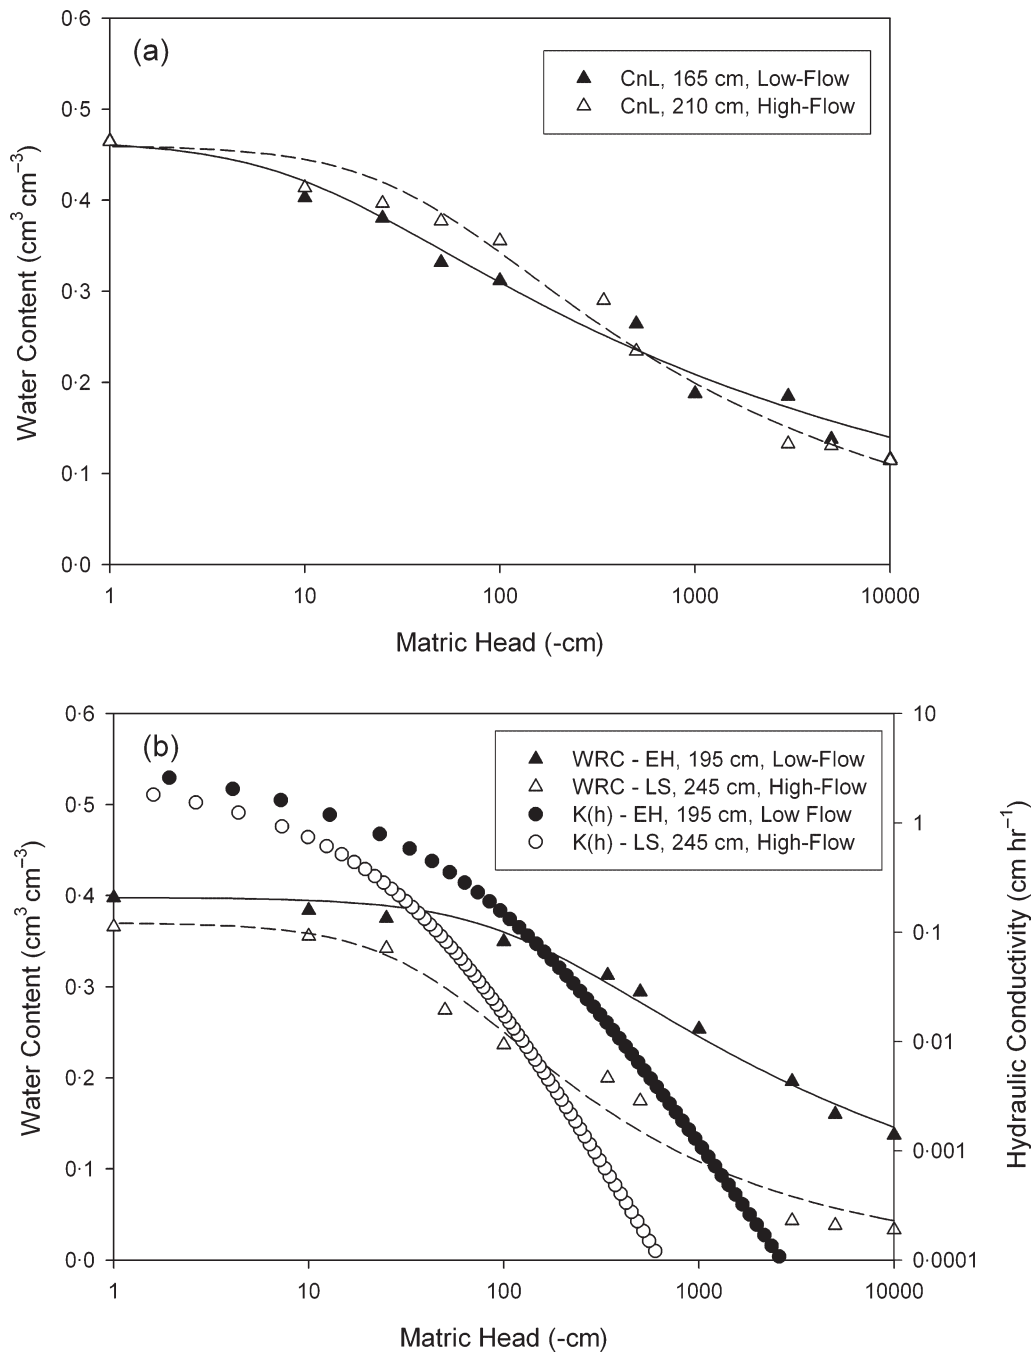 (a)
CnL, 165 cm, Low-Flow
CnL, 210 cm, High-Flow
Water Content (cm³ cm⁻³)
0·6
0·5
0·4
0·3
0·2
0·1
0·0
1 10 100 1000 10000
Matric Head (-cm)
(b)
WRC - EH, 195 cm, Low-Flow
WRC - LS, 245 cm, High-Flow
K(h) - EH, 195 cm, Low Flow
K(h) - LS, 245 cm, High-Flow
Water Content (cm³ cm⁻³)
0·6
0·5
0·4
0·3
0·2
0·1
0·0
10
1
0·1
0·01
0·001
0·0001
Hydraulic Conductivity (cm hr⁻¹)
1 10 100 1000 10000
Matric Head (-cm)